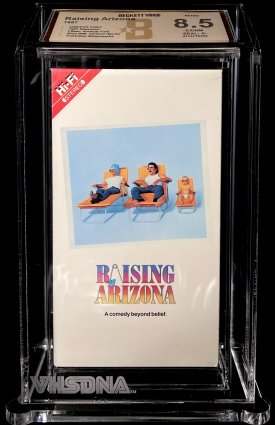 BECKETT VHS
Raising Arizona
1987
8.5
Hi-Fi
STEREO
RAISING
ARIZONA
A comedy beyond belief.
VHSDNA